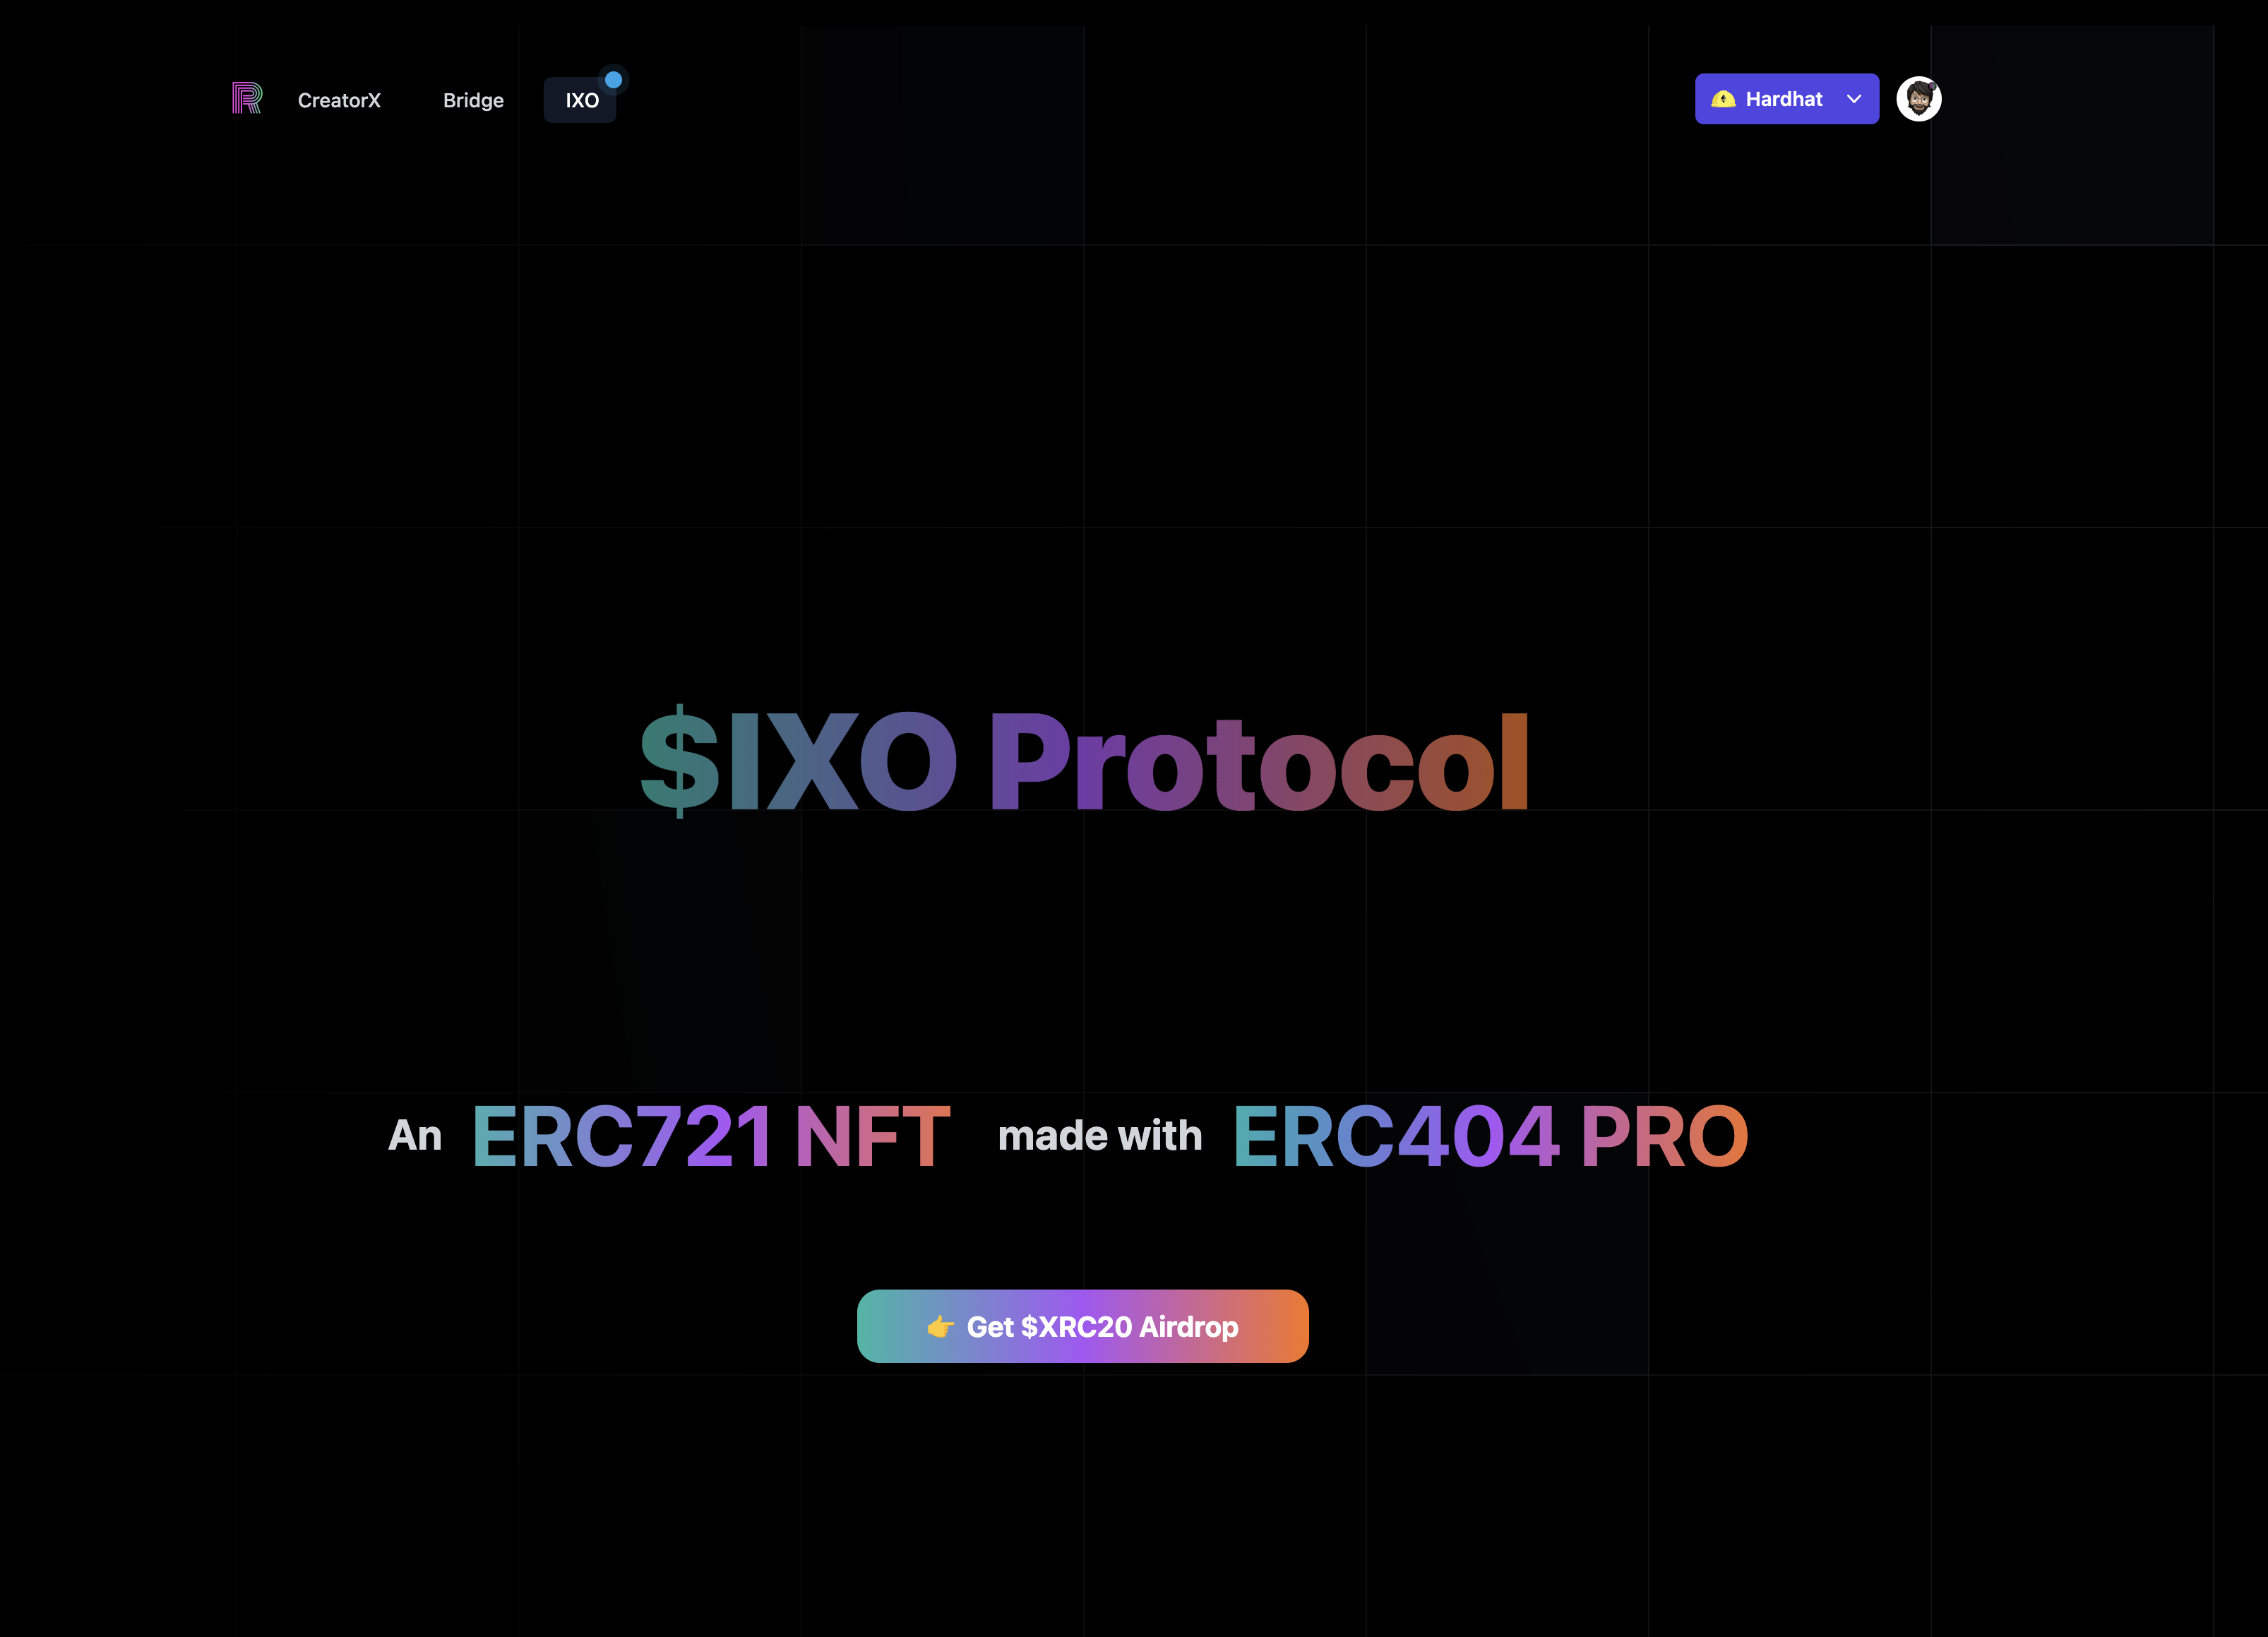 CreatorX Bridge IXO Hardhat
$IXO Protocol
An ERC721 NFT made with ERC404 PRO
👉 Get $XRC20 Airdrop